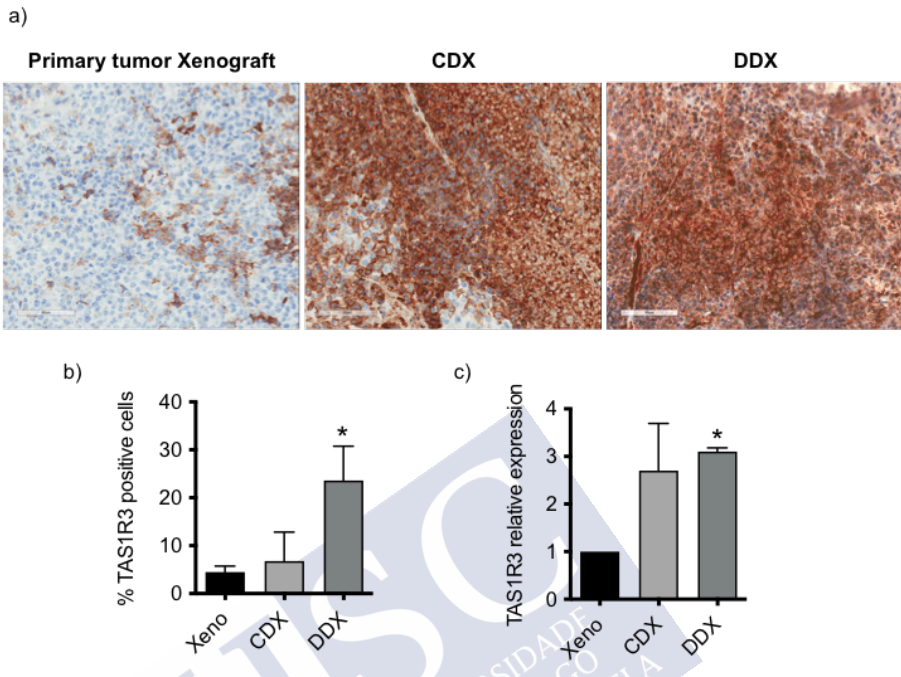 a)
Primary tumor Xenograft
CDX
DDX
b)
% TAS1R3 positive cells
40
30
20
10
0
*
Xeno
CDX
DDX
c)
TAS1R3 relative expression
4
3
2
1
0
*
Xeno
CDX
DDX
USC